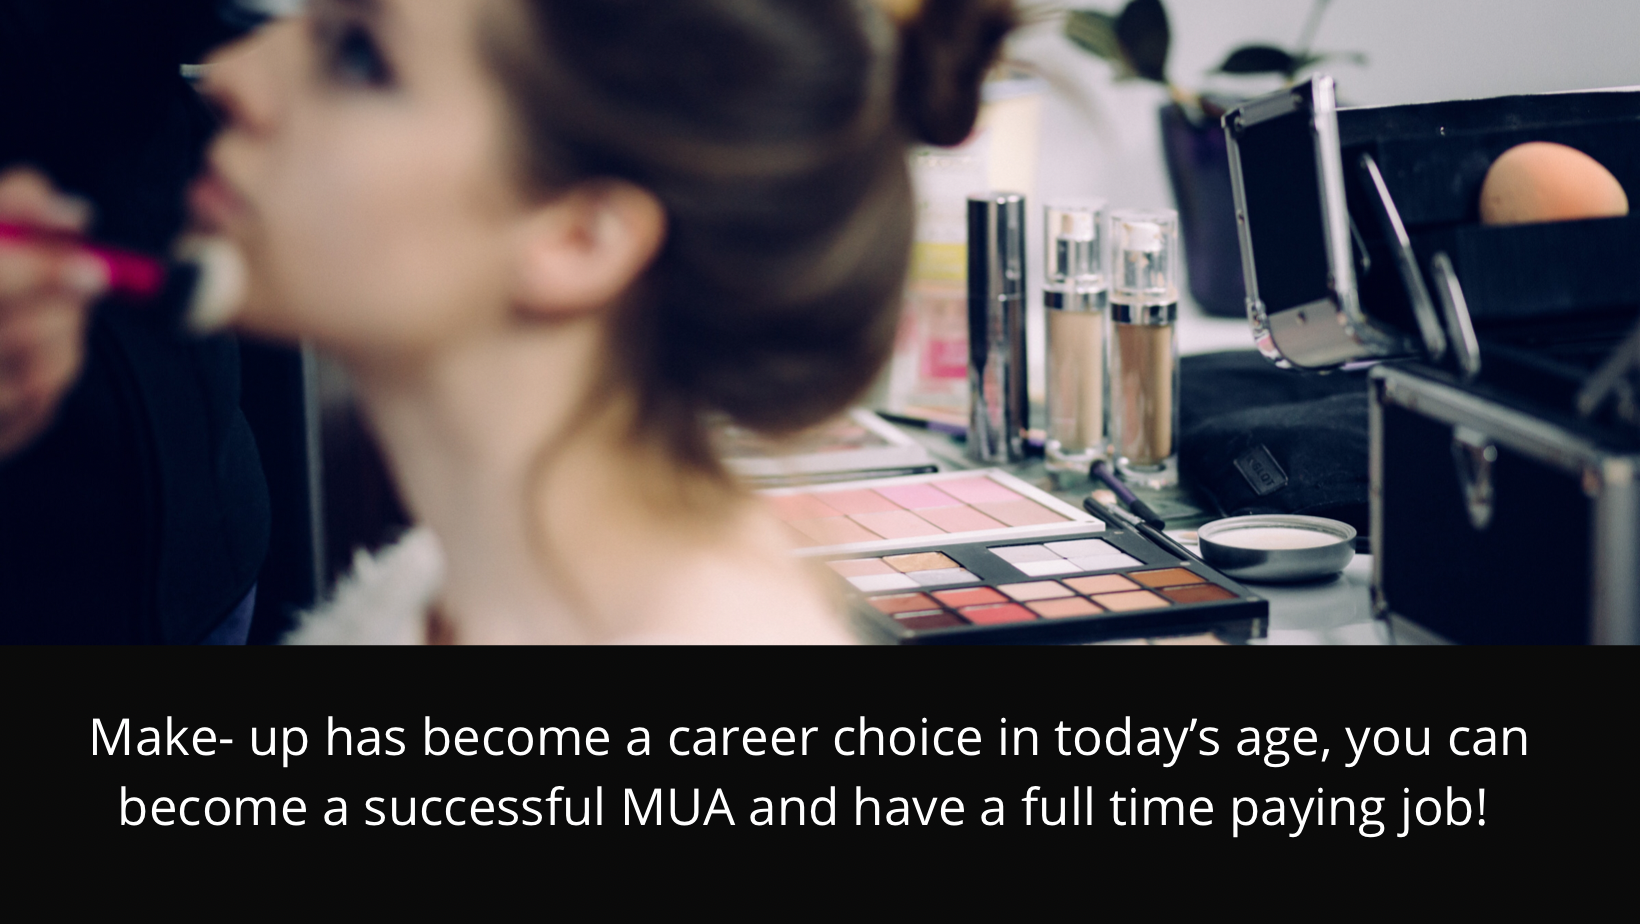 Make- up has become a career choice in today’s age, you can
become a successful MUA and have a full time paying job!